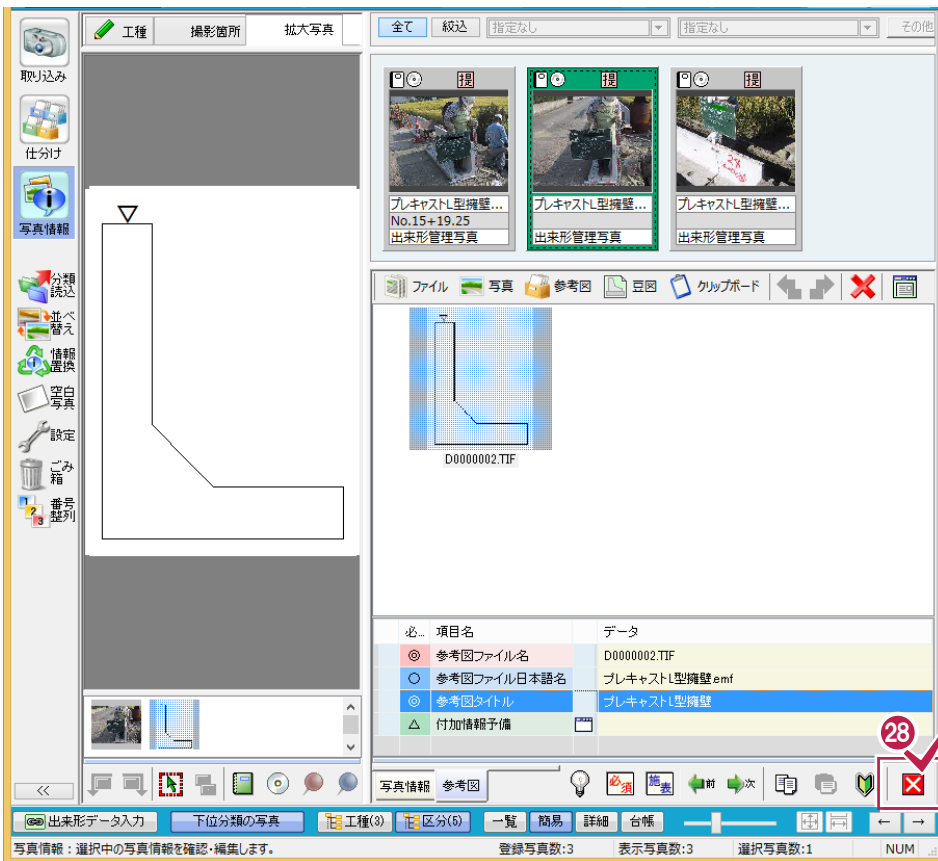 工種
撮影箇所
拡大写真
全て
絞込
指定なし
指定なし
その他
取り込み
仕分け
写真情報
分類
読込
並べ
替え
情報
置換
空白
写真
設定
ごみ
箱
1
2
3
番号
整列
<<
提
プレキャストL型擁壁...
No.15+19.25
出来形管理写真
提
プレキャストL型擁壁...
出来形管理写真
提
プレキャストL型擁壁...
出来形管理写真
ファイル
写真
参考図
豆図
クリップボード
D0000002.TIF
必... 項目名 データ
◎ 参考図ファイル名 D0000002.TIF
○ 参考図ファイル日本語名 プレキャストL型擁壁.emf
◎ 参考図タイトル プレキャストL型擁壁
△ 付加情報予備
28
写真情報
参考図
必須
施表
前
次
出来形データ入力
下位分類の写真
工種(3)
区分(5)
一覧
簡易
詳細
台帳
写真情報：選択中の写真情報を確認・編集します。
登録写真数:3
表示写真数:3
選択写真数:1
NUM